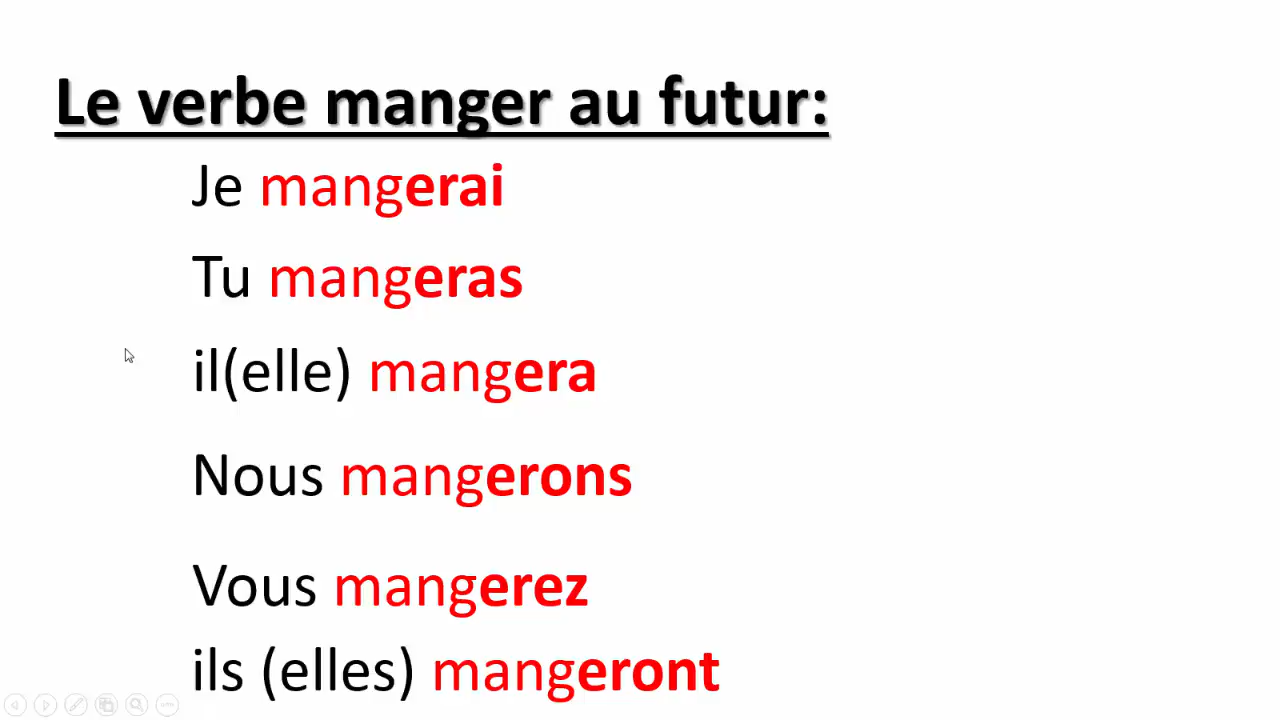 Le verbe manger au futur:
Je mangerai
Tu mangeras
il(elle) mangera
Nous mangerons
Vous mangerez
ils (elles) mangeront